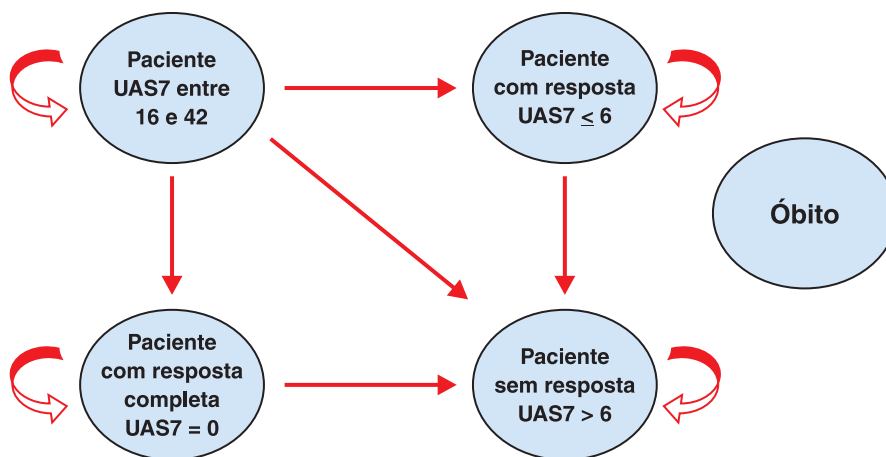 Paciente
UAS7 entre
16 e 42
Paciente
com resposta
UAS7 ≤ 6
Óbito
Paciente
com resposta
completa
UAS7 = 0
Paciente
sem resposta
UAS7 > 6